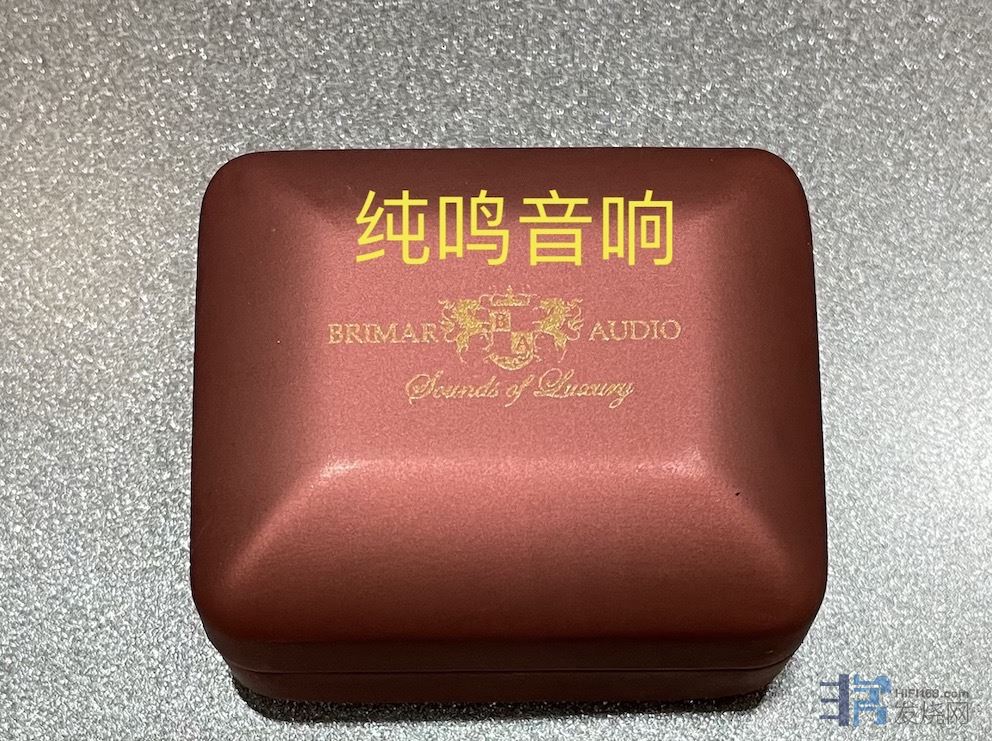 纯鸣音响
BRIMAR B A AUDIO
Sounds of Luxury
HiFi168.com
发烧网